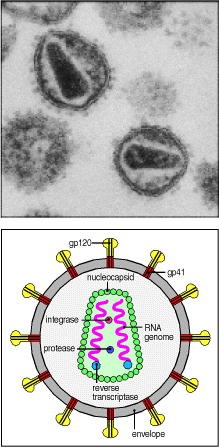 gp120
nucleocapsid
gp41
integrase
RNA
genome
protease
reverse
transcriptase
envelope